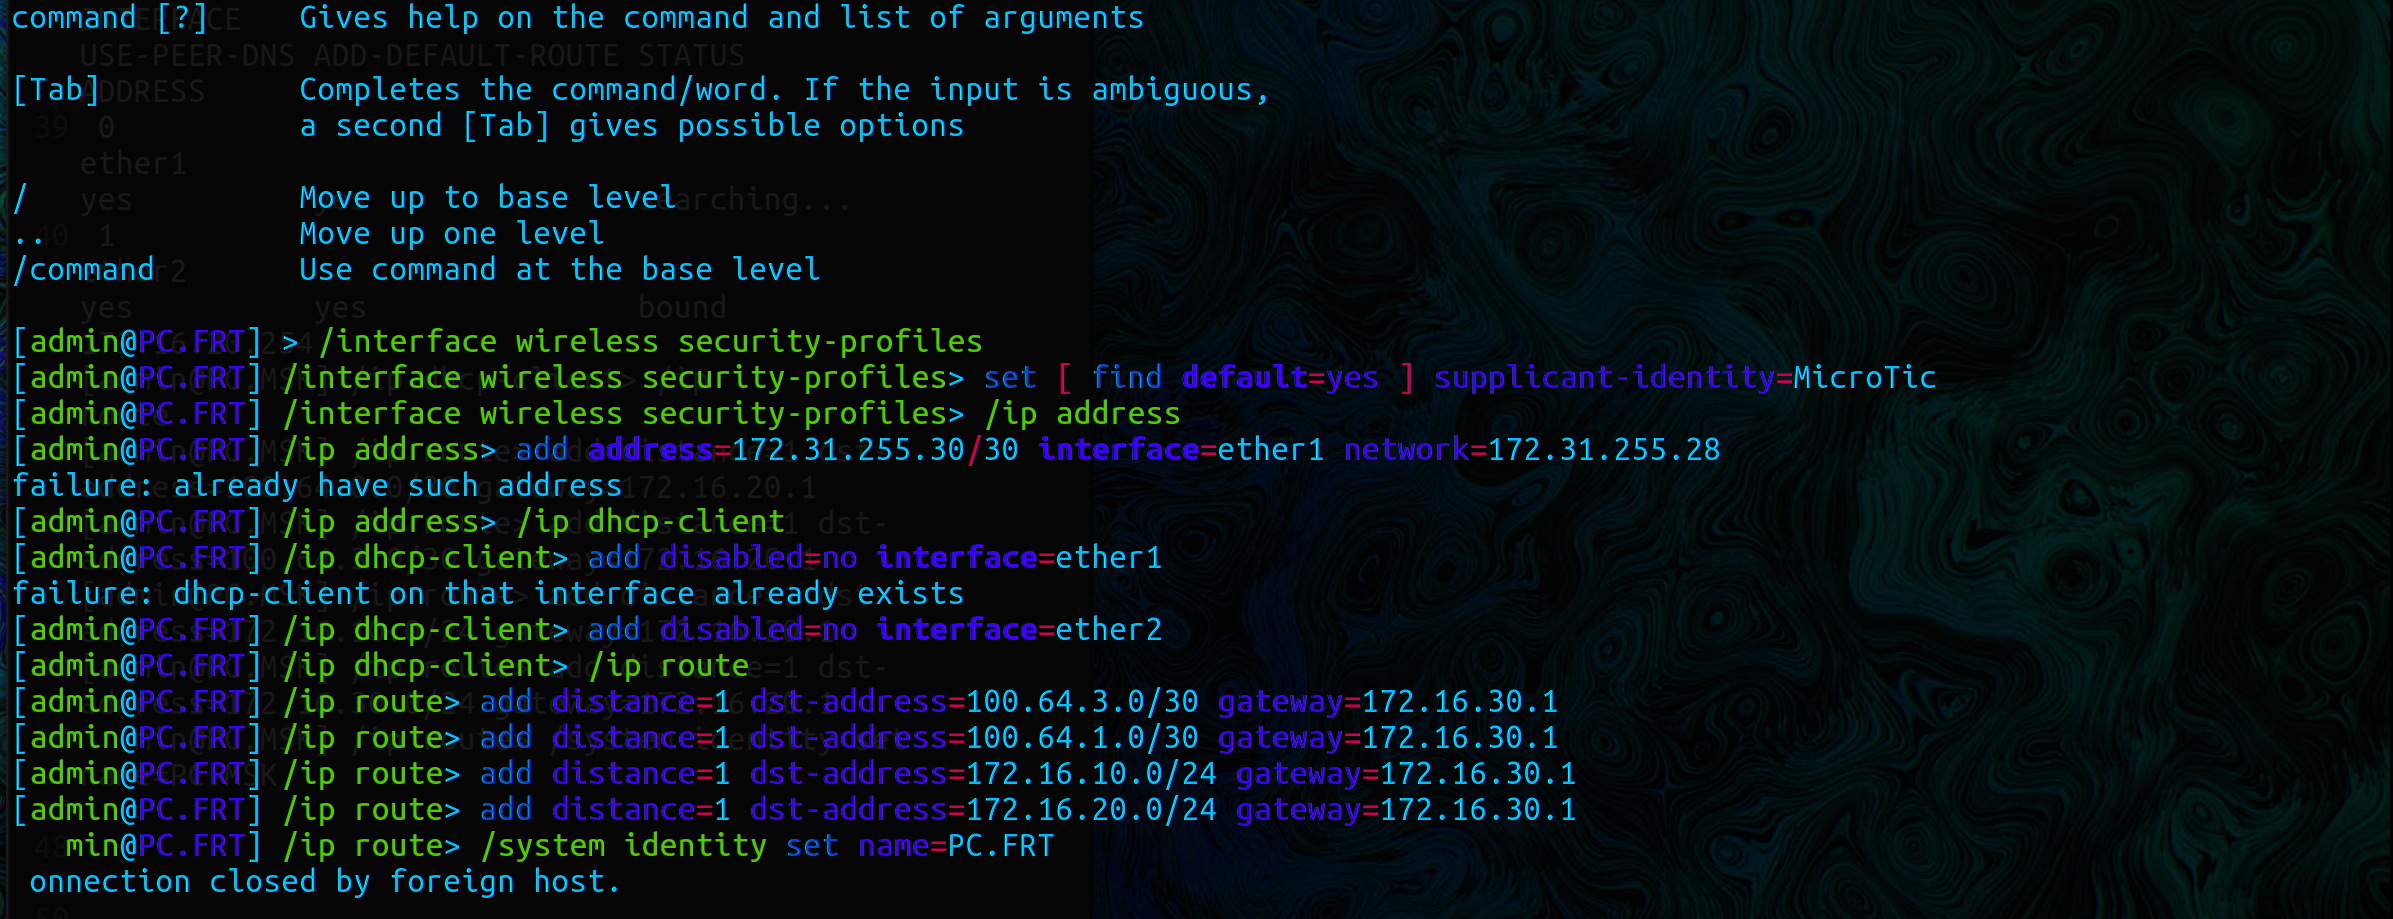 command [?]     Gives help on the command and list of arguments
[Tab]           Completes the command/word. If the input is ambiguous,
                a second [Tab] gives possible options
/               Move up to base level
..              Move up one level
/command        Use command at the base level
[admin@PC.FRT] > /interface wireless security-profiles
[admin@PC.FRT] /interface wireless security-profiles> set [ find default=yes ] supplicant-identity=MicroTic
[admin@PC.FRT] /interface wireless security-profiles> /ip address
[admin@PC.FRT] /ip address> add address=172.31.255.30/30 interface=ether1 network=172.31.255.28
failure: already have such address
[admin@PC.FRT] /ip address> /ip dhcp-client
[admin@PC.FRT] /ip dhcp-client> add disabled=no interface=ether1
failure: dhcp-client on that interface already exists
[admin@PC.FRT] /ip dhcp-client> add disabled=no interface=ether2
[admin@PC.FRT] /ip dhcp-client> /ip route
[admin@PC.FRT] /ip route> add distance=1 dst-address=100.64.3.0/30 gateway=172.16.30.1
[admin@PC.FRT] /ip route> add distance=1 dst-address=100.64.1.0/30 gateway=172.16.30.1
[admin@PC.FRT] /ip route> add distance=1 dst-address=172.16.10.0/24 gateway=172.16.30.1
[admin@PC.FRT] /ip route> add distance=1 dst-address=172.16.20.0/24 gateway=172.16.30.1
min@PC.FRT] /ip route> /system identity set name=PC.FRT
onnection closed by foreign host.